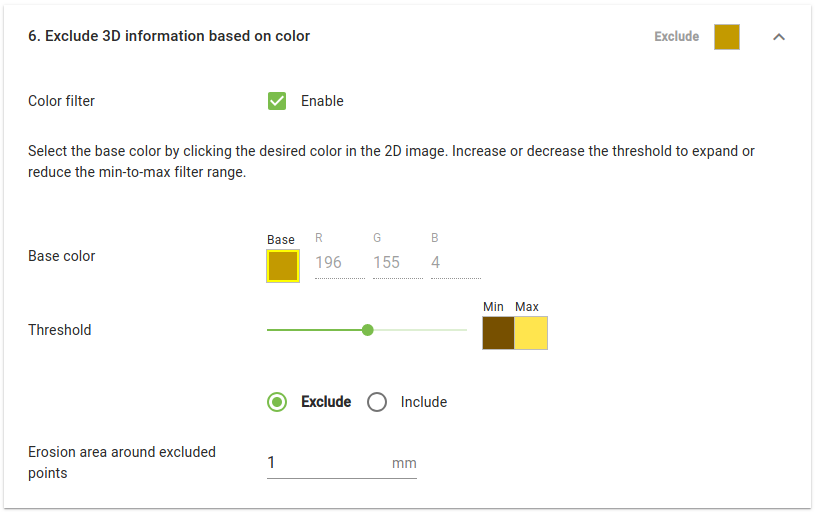 6. Exclude 3D information based on color
Exclude
Color filter
Enable
Select the base color by clicking the desired color in the 2D image. Increase or decrease the threshold to expand or
reduce the min-to-max filter range.
Base
R
G
B
Base color
196
155
4
Min
Max
Threshold
Exclude
Include
Erosion area around excluded
points
1
mm